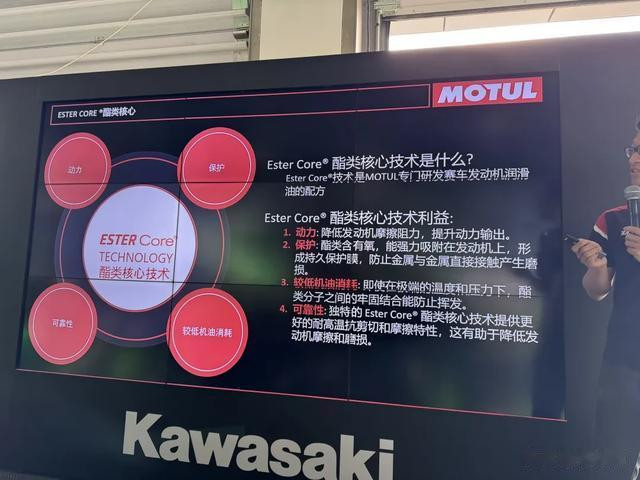 ESTER CORE ®酯类核心
MOTUL
动力
保护
ESTER Core®
TECHNOLOGY
酯类核心技术
可靠性
较低机油消耗
Ester Core® 酯类核心技术是什么?
Ester Core®技术是MOTUL专门研发赛车发动机润滑
油的配方
Ester Core® 酯类核心技术利益:
1. 动力: 降低发动机摩擦阻力，提升动力输出。
2. 保护: 酯类含有氧，能强力吸附在发动机上，形
成持久保护膜，防止金属与金属直接接触产生磨
损。
3. 较低机油消耗: 即使在极端的温度和压力下，酯
类分子之间的牢固结合能防止挥发。
4. 可靠性: 独特的 Ester Core® 酯类核心技术提供更
好的耐高温抗剪切和摩擦特性，这有助于降低发
动机摩擦和磨损。
Kawasaki